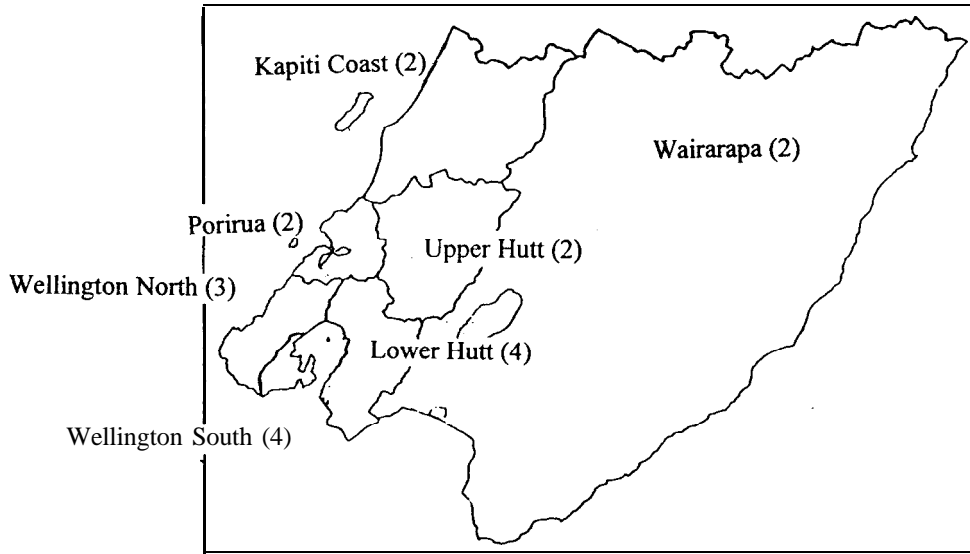 Kapiti Coast (2)
Wairarapa (2)
Porirua (2)
Upper Hutt (2)
Wellington North (3)
Lower Hutt (4)
Wellington South (4)